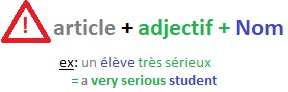 ! article + adjectif + Nom
ex: un élève très sérieux
= a very serious student